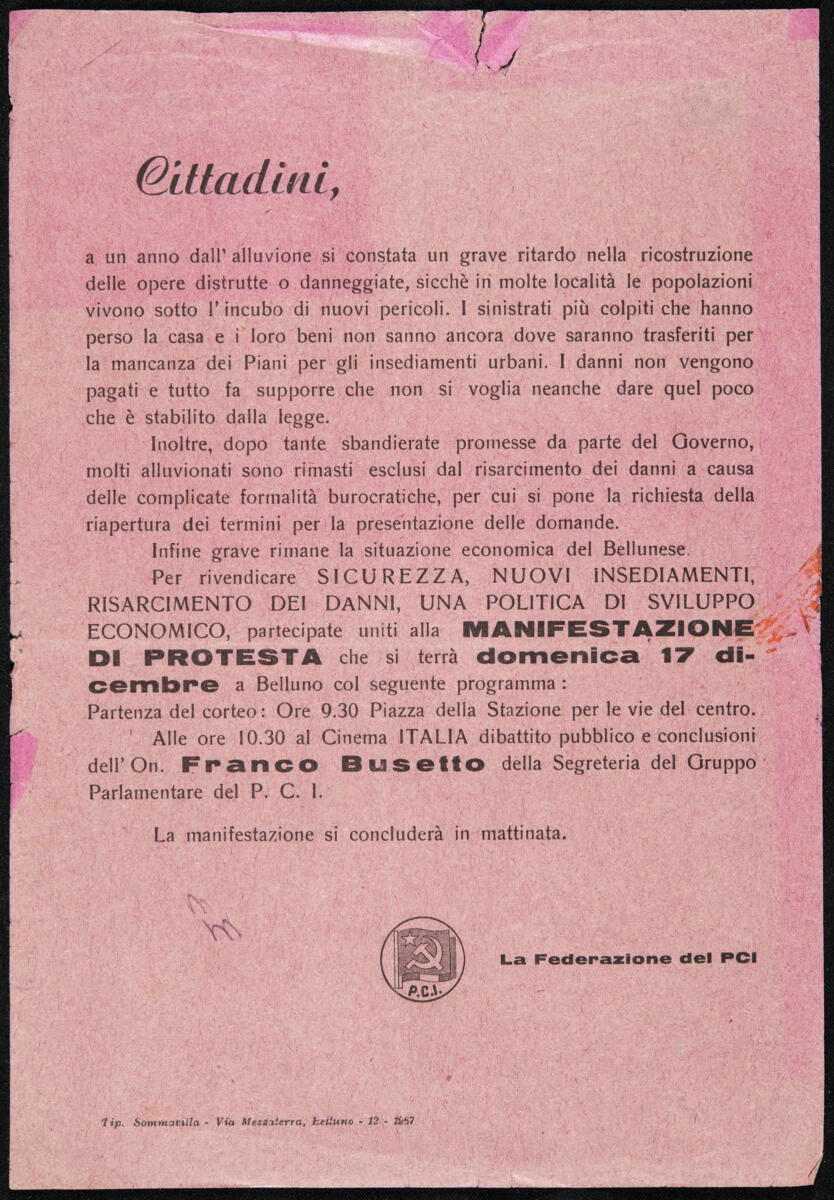 Cittadini,
a un anno dall' alluvione si constata un grave ritardo nella ricostruzione
delle opere distrutte o danneggiate, sicchè in molte località le popolazioni
vivono sotto l' incubo di nuovi pericoli. I sinistrati più colpiti che hanno
perso la casa e i loro beni non sanno ancora dove saranno trasferiti per
la mancanza dei Piani per gli insediamenti urbani. I danni non vengono
pagati e tutto fa supporre che non si voglia neanche dare quel poco
che è stabilito dalla legge.
Inoltre, dopo tante sbandierate promesse da parte del Governo,
molti alluvionati sono rimasti esclusi dal risarcimento dei danni a causa
delle complicate formalità burocratiche, per cui si pone la richiesta della
riapertura dei termini per la presentazione delle domande.
Infine grave rimane la situazione economica del Bellunese.
Per rivendicare SICUREZZA, NUOVI INSEDIAMENTI,
RISARCIMENTO DEI DANNI, UNA POLITICA DI SVILUPPO
ECONOMICO, partecipate uniti alla MANIFESTAZIONE
DI PROTESTA che si terrà domenica 17 di-
cembre a Belluno col seguente programma :
Partenza del corteo : Ore 9.30 Piazza della Stazione per le vie del centro.
Alle ore 10.30 al Cinema ITALIA dibattito pubblico e conclusioni
dell' On. Franco Busetto della Segreteria del Gruppo
Parlamentare del P. C. I.
La manifestazione si concluderà in mattinata.
P.C.I.
La Federazione del PCI
Tip. Sommavilla - Via Mezzaterra, Belluno - 12 - 1967